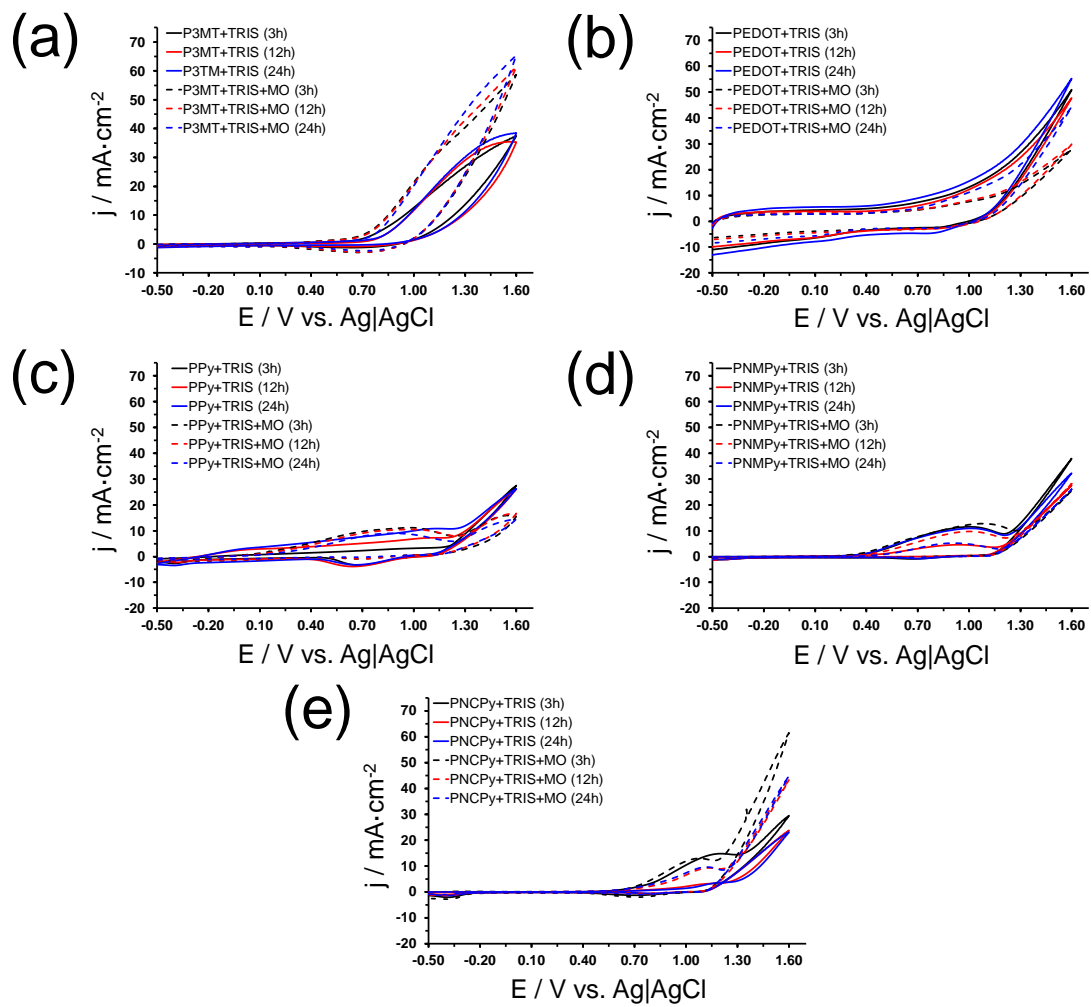 (a)
P3MT+TRIS (3h)
P3MT+TRIS (12h)
P3TM+TRIS (24h)
P3MT+TRIS+MO (3h)
P3MT+TRIS+MO (12h)
P3MT+TRIS+MO (24h)
j / mA·cm-2
70
60
50
40
30
20
10
0
-10
-0.50 -0.20 0.10 0.40 0.70 1.00 1.30 1.60
E / V vs. Ag|AgCl
(b)
PEDOT+TRIS (3h)
PEDOT+TRIS (12h)
PEDOT+TRIS (24h)
PEDOT+TRIS+MO (3h)
PEDOT+TRIS+MO (12h)
PEDOT+TRIS+MO (24h)
j / mA·cm-2
70
60
50
40
30
20
10
0
-10
-20
-0.50 -0.20 0.10 0.40 0.70 1.00 1.30 1.60
E / V vs. Ag|AgCl
(c)
PPy+TRIS (3h)
PPy+TRIS (12h)
PPy+TRIS (24h)
PPy+TRIS+MO (3h)
PPy+TRIS+MO (12h)
PPy+TRIS+MO (24h)
j / mA·cm-2
70
60
50
40
30
20
10
0
-10
-20
-0.50 -0.20 0.10 0.40 0.70 1.00 1.30 1.60
E / V vs. Ag|AgCl
(d)
PNMPy+TRIS (3h)
PNMPy+TRIS (12h)
PNMPy+TRIS (24h)
PNMPy+TRIS+MO (3h)
PNMPy+TRIS+MO (12h)
PNMPy+TRIS+MO (24h)
j / mA·cm-2
70
60
50
40
30
20
10
0
-10
-20
-0.50 -0.20 0.10 0.40 0.70 1.00 1.30 1.60
E / V vs. Ag|AgCl
(e)
PNCPy+TRIS (3h)
PNCPy+TRIS (12h)
PNCPy+TRIS (24h)
PNCPy+TRIS+MO (3h)
PNCPy+TRIS+MO (12h)
PNCPy+TRIS+MO (24h)
j / mA·cm-2
70
60
50
40
30
20
10
0
-10
-20
-0.50 -0.20 0.10 0.40 0.70 1.00 1.30 1.60
E / V vs. Ag|AgCl